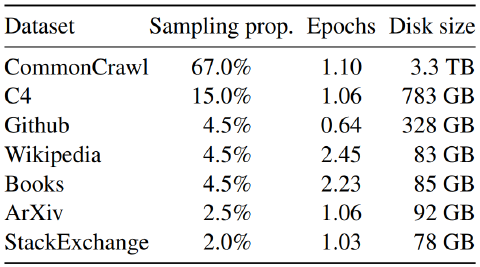 Dataset Sampling prop. Epochs Disk size
CommonCrawl 67.0% 1.10 3.3 TB
C4 15.0% 1.06 783 GB
Github 4.5% 0.64 328 GB
Wikipedia 4.5% 2.45 83 GB
Books 4.5% 2.23 85 GB
ArXiv 2.5% 1.06 92 GB
StackExchange 2.0% 1.03 78 GB